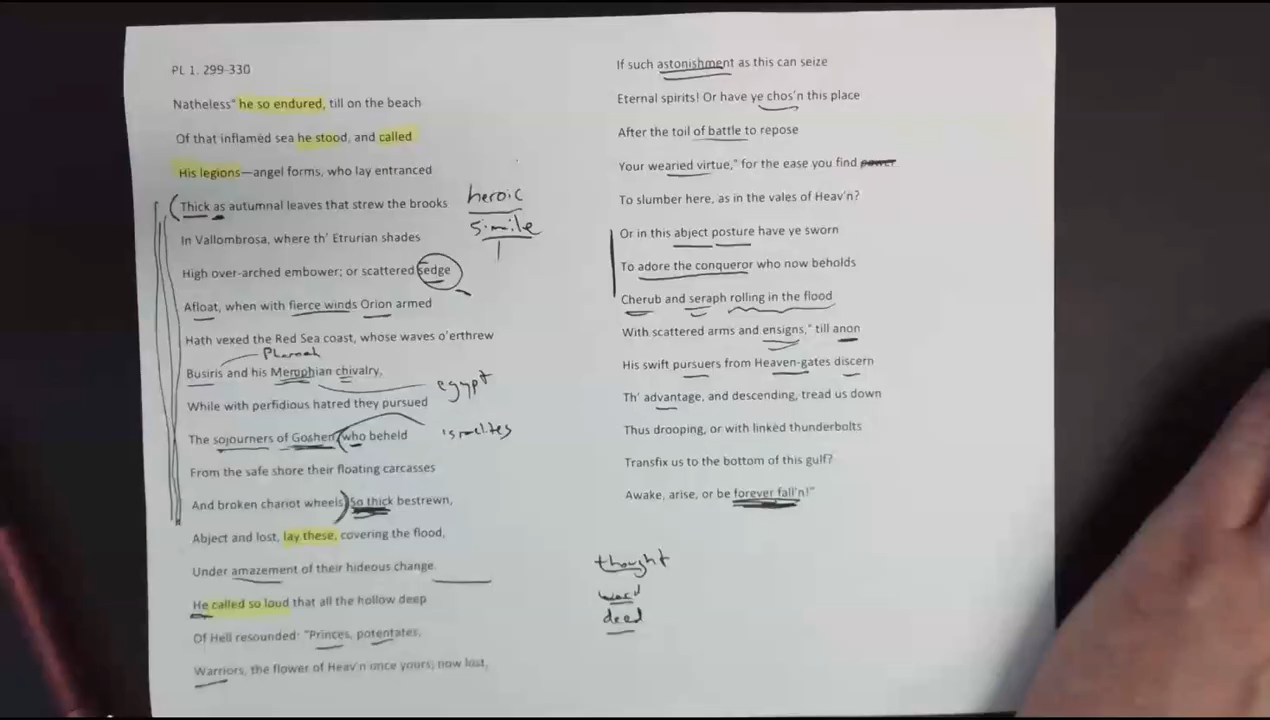 PL 1. 299-330
Natheless" he so endured, till on the beach
Of that inflamed sea he stood, and called
His legions—angel forms, who lay entranced
Thick as autumnal leaves that strew the brooks
heroic
simile
In Vallombrosa, where th' Etrurian shades
High over-arched embower; or scattered sedge
Afloat, when with fierce winds Orion armed
Hath vexed the Red Sea coast, whose waves o'erthrew
Pharoah
Busiris and his Memphian chivalry,
egypt
While with perfidious hatred they pursued
The sojourners of Goshen, who beheld
israelites
From the safe shore their floating carcasses
And broken chariot wheels) So thick bestrewn,
Abject and lost, lay these, covering the flood,
Under amazement of their hideous change.
He called so loud that all the hollow deep
Of Hell resounded: "Princes, potentates,
Warriors, the flower of Heav'n once yours, now lost,
If such astonishment as this can seize
Eternal spirits! Or have ye chos'n this place
After the toil of battle to repose
Your wearied virtue," for the ease you find power
To slumber here, as in the vales of Heav'n?
Or in this abject posture have ye sworn
To adore the conqueror who now beholds
Cherub and seraph rolling in the flood
With scattered arms and ensigns," till anon
His swift pursuers from Heaven-gates discern
Th' advantage, and descending, tread us down
Thus drooping, or with linked thunderbolts
Transfix us to the bottom of this gulf?
Awake, arise, or be forever fall'n!"
thought
word
deed